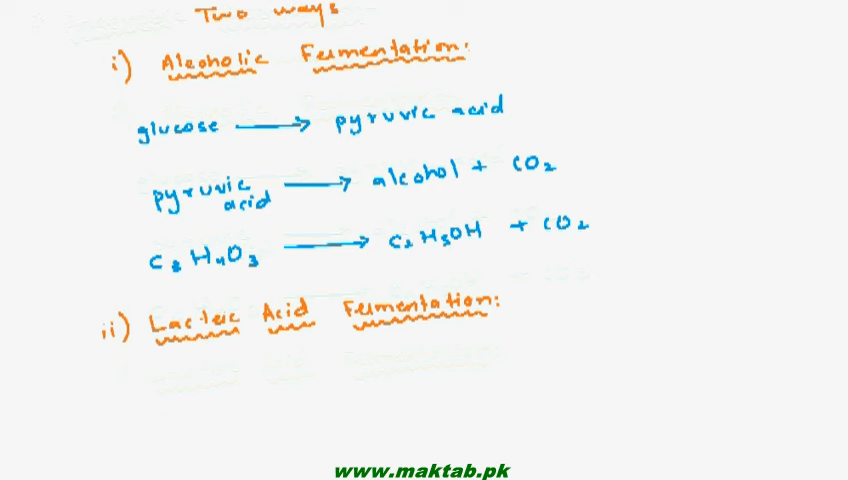 Two ways
i) Alcoholic Fermentation:
glucose → pyruvic acid
pyruvic acid → alcohol + CO₂
C₃H₄O₃ → C₂H₅OH + CO₂
ii) Lacteic Acid Fermentation:
www.maktab.pk